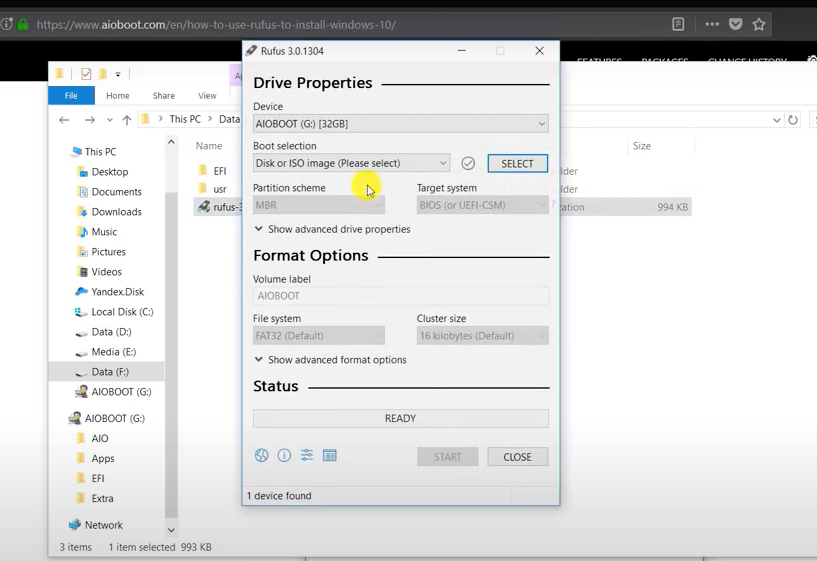 https://www.aioboot.com/en/how-to-use-rufus-to-install-windows-10/
FEATURES PACKAGES CHANGE HISTORY
File Home Share View
This PC Data
Name Size
This PC
Desktop
Documents
Downloads
Music
Pictures
Videos
Yandex.Disk
Local Disk (C:)
Data (D:)
Media (E:)
Data (F:)
AIOBOOT (G:)
AIOBOOT (G:)
AIO
Apps
EFI
Extra
Network
EFI
usr
rufus-3
994 KB
3 items 1 item selected 993 KB
Rufus 3.0.1304
Drive Properties
Device
AIOBOOT (G:) [32GB]
Boot selection
Disk or ISO image (Please select) SELECT
Partition scheme Target system
MBR BIOS (or UEFI-CSM) ?
Show advanced drive properties
Format Options
Volume label
AIOBOOT
File system Cluster size
FAT32 (Default) 16 kilobytes (Default)
Show advanced format options
Status
READY
START CLOSE
1 device found